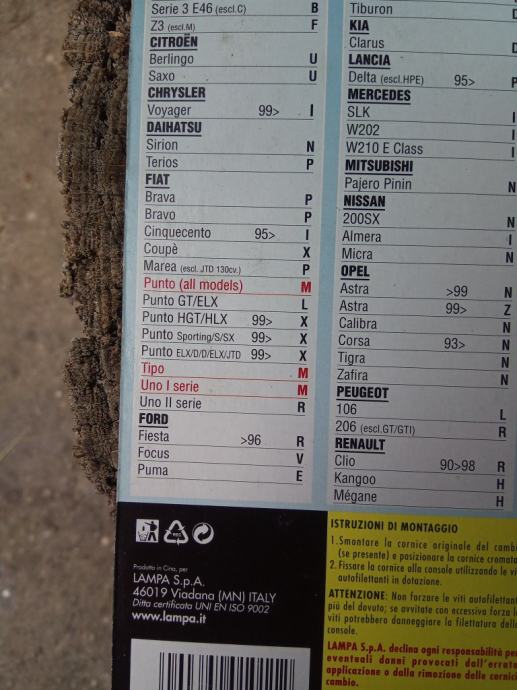 Serie 3 E46 (escl.C) B
Z3 (escl.M) F
CITROËN
Berlingo U
Saxo U
CHRYSLER
Voyager 99> I
DAIHATSU
Sirion N
Terios P
FIAT
Brava P
Bravo P
Cinquecento 95> I
Coupè X
Marea (escl. JTD 130cv.) P
Punto (all models) M
Punto GT/ELX L
Punto HGT/HLX 99> X
Punto Sporting/S/SX 99> X
Punto ELX/D/D/ELX/JTD 99> X
Tipo M
Uno I serie M
Uno II serie R
FORD
Fiesta >96 R
Focus V
Puma E
Tiburon
KIA
Clarus
LANCIA
Delta (escl.HPE) 95> P
MERCEDES
SLK I
W202 I
W210 E Class I
MITSUBISHI
Pajero Pinin N
NISSAN
200SX N
Almera I
Micra N
OPEL
Astra >99 N
Astra 99> Z
Calibra N
Corsa 93> N
Tigra N
Zafira N
PEUGEOT
106 L
206 (escl.GT/GTI) R
RENAULT
Clio 90>98 R
Kangoo H
Mégane H
Prodotto in Cina, per
LAMPA S.p.A.
46019 Viadana (MN) ITALY
Ditta certificata UNI EN ISO 9002
www.lampa.it
ISTRUZIONI DI MONTAGGIO
1.Smontare la cornice originale del cambi
(se presente) e posizionare la cornice cromata
2.Fissare la cornice alla console utilizzando le vi
autofilettanti in dotazione.
ATTENZIONE: Non forzare le viti autofilettant
più del dovuto; se avvitate con eccessiva forza l
viti potrebbero danneggiare la filettatura dell
console.
LAMPA S.p.A. declina ogni responsabilità pe
eventuali danni provocati dall'errat
applicazione o dalla rimozione delle cornic
cambio.